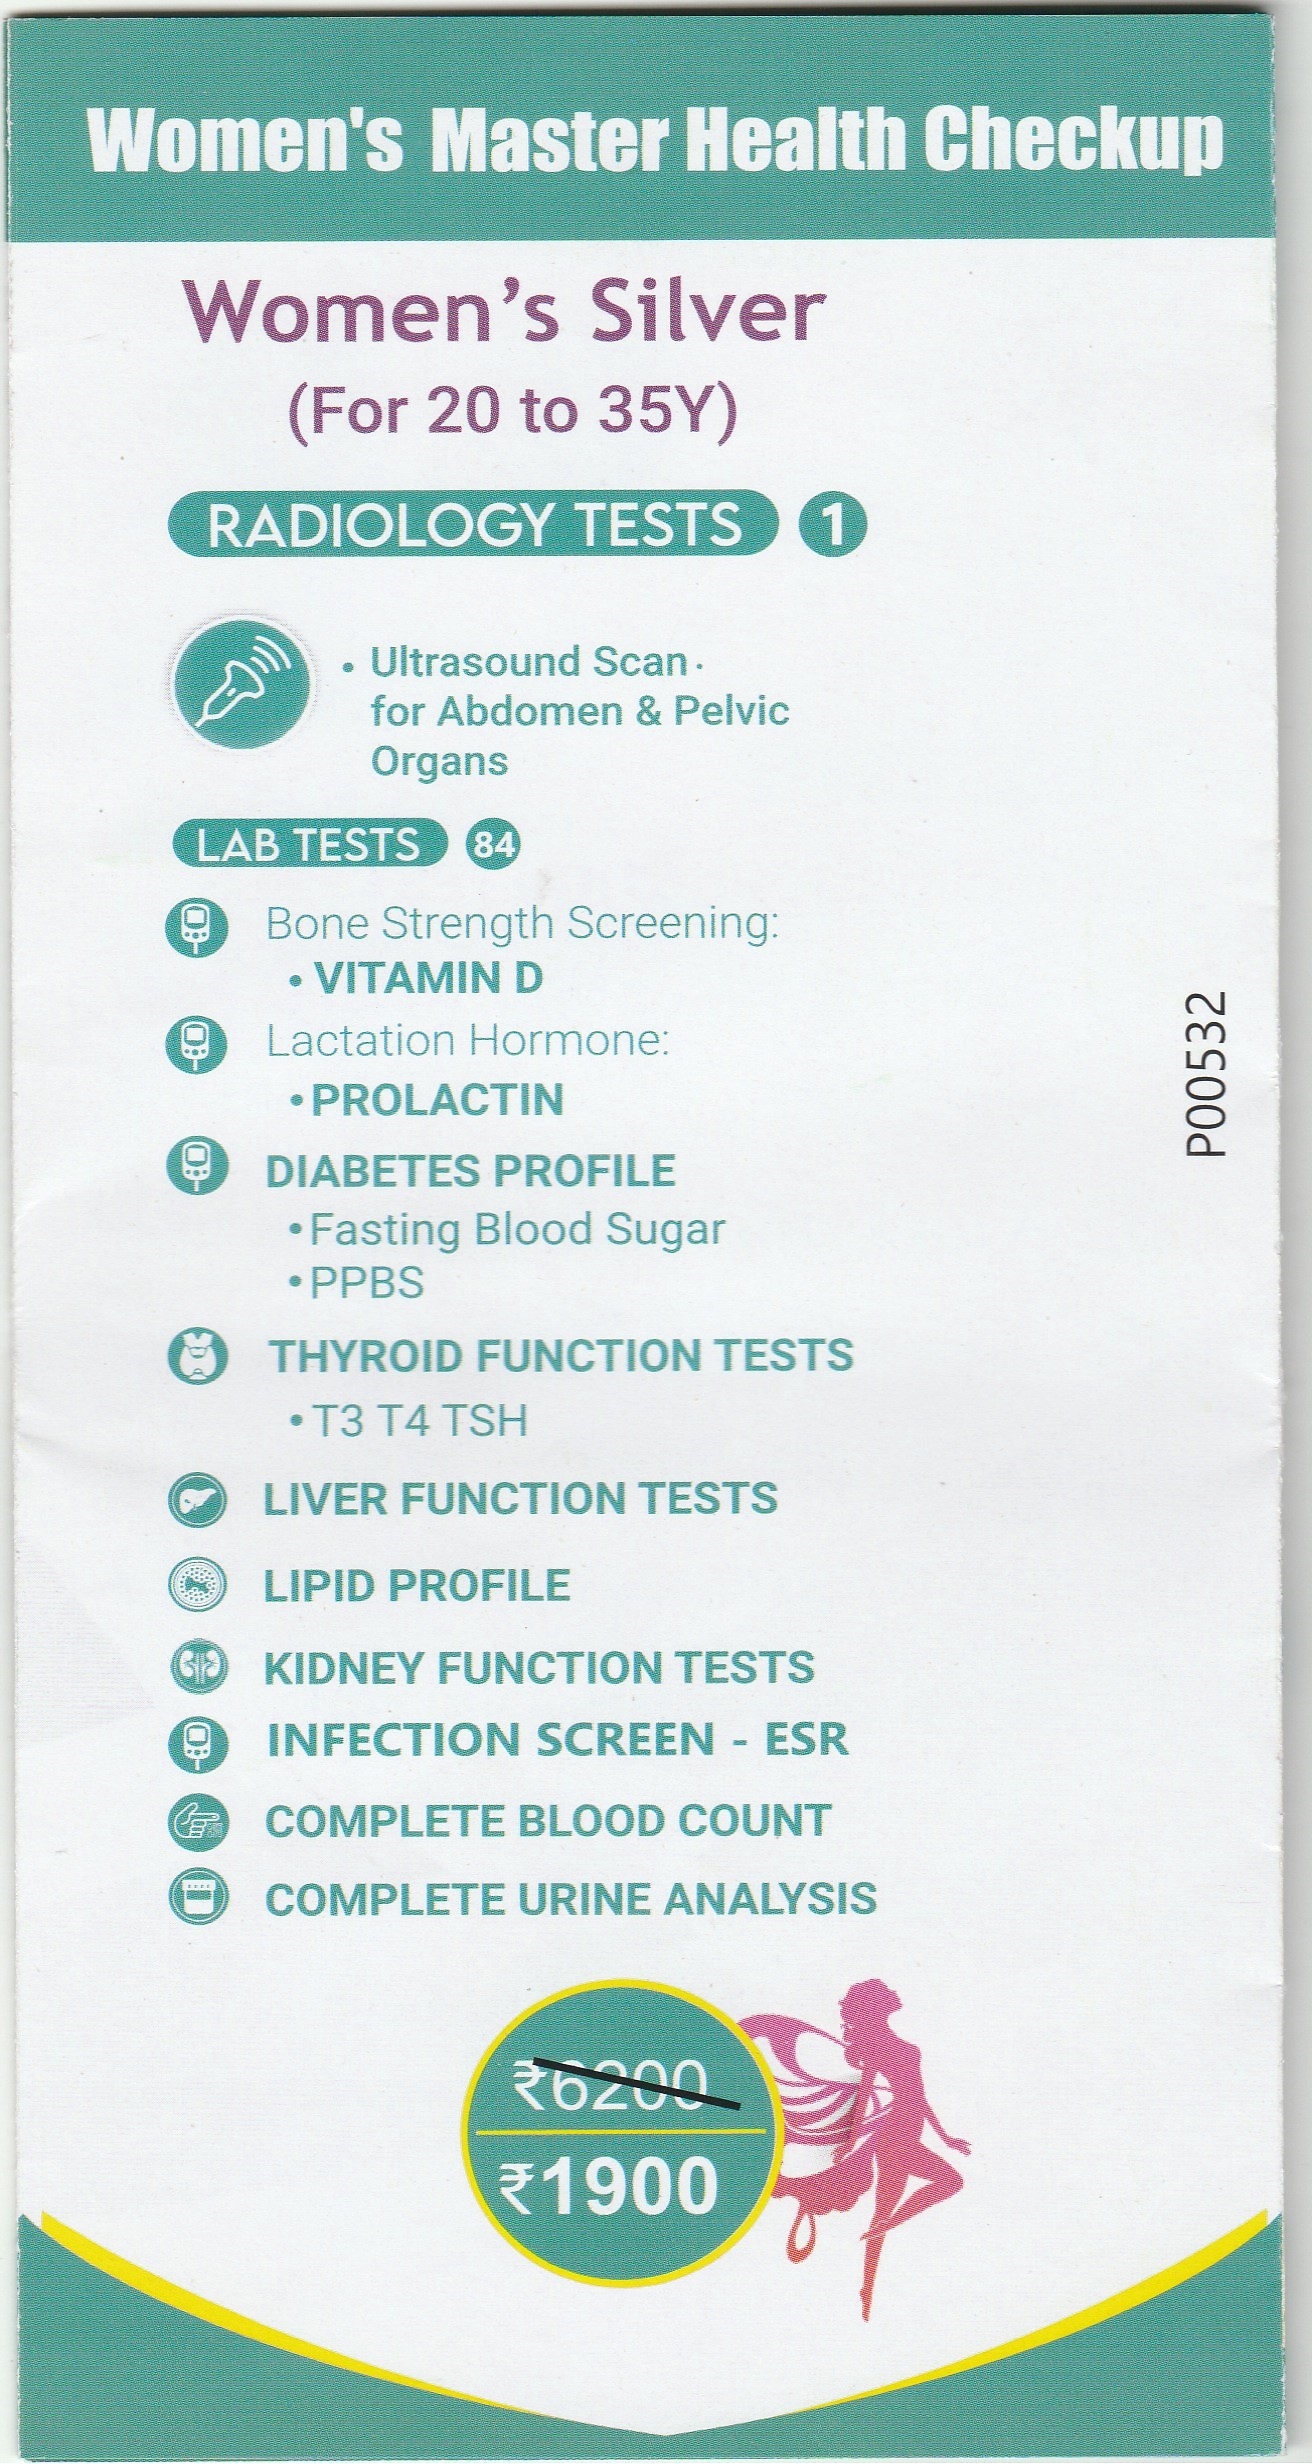 Women's Master Health Checkup
Women’s Silver
(For 20 to 35Y)
RADIOLOGY TESTS 1
• Ultrasound Scan
for Abdomen & Pelvic
Organs
LAB TESTS 84
Bone Strength Screening:
• VITAMIN D
Lactation Hormone:
• PROLACTIN
DIABETES PROFILE
• Fasting Blood Sugar
• PPBS
THYROID FUNCTION TESTS
• T3 T4 TSH
LIVER FUNCTION TESTS
LIPID PROFILE
KIDNEY FUNCTION TESTS
INFECTION SCREEN - ESR
COMPLETE BLOOD COUNT
COMPLETE URINE ANALYSIS
₹6200
₹1900
P00532